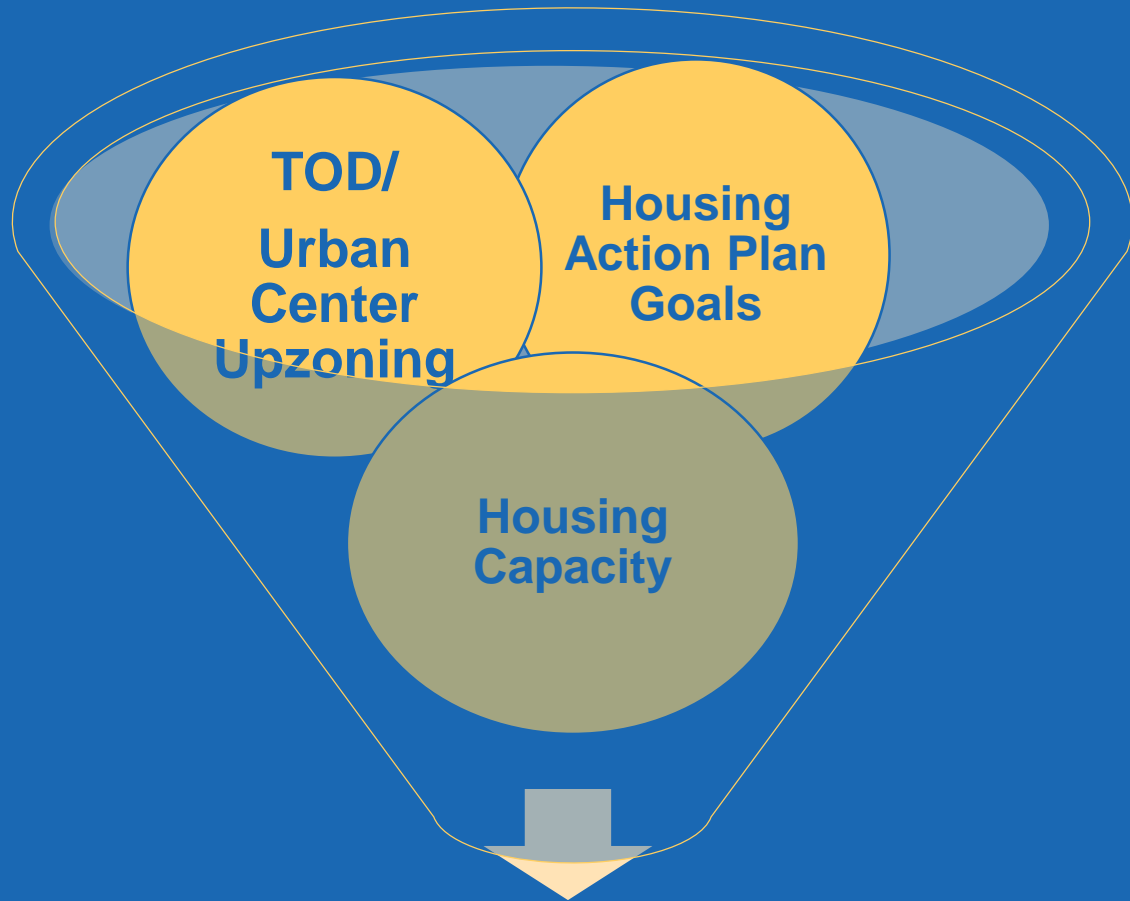 TOD/
Urban
Center
Upzoning
Housing
Action Plan
Goals
Housing
Capacity